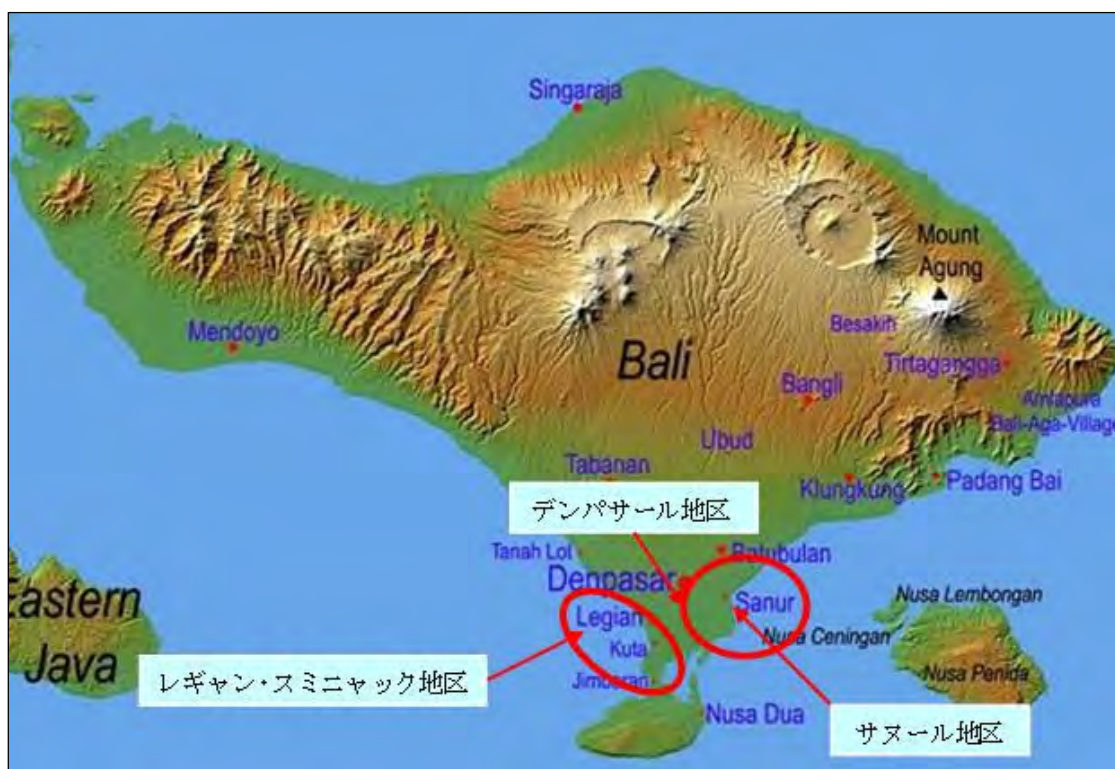 Singaraja
Mount
Agung
Besakih
Mendoyo
Bali
Tirtagangga
Bangli
Amlapura
Bali-Aga-Village
Ubud
Tabanan
Klungkung
Padang Bai
デンパサール地区
Tanah Lot
Batubulan
Denpasar
Eastern
Java
Legian
Sanur
Nusa Lembongan
Kuta
Nusa Ceningan
レギャン・スミニャック地区
Jimbaran
Nusa Penida
Nusa Dua
サヌール地区